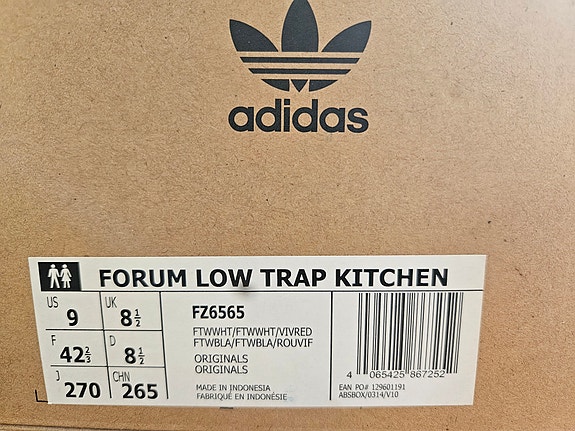 adidas
FORUM LOW TRAP KITCHEN
US 9 UK 8½
F 42⅔ D 8½
J 270 CHN 265
FZ6565
FTWWHT/FTWWHT/VIVRED
FTWBLA/FTWBLA/ROUVIF
ORIGINALS
ORIGINALS
MADE IN INDONESIA
FABRIQUÉ EN INDONÉSIE
4 065425 867252
EAN PO# 129601191
ABSBOX/0314/V10